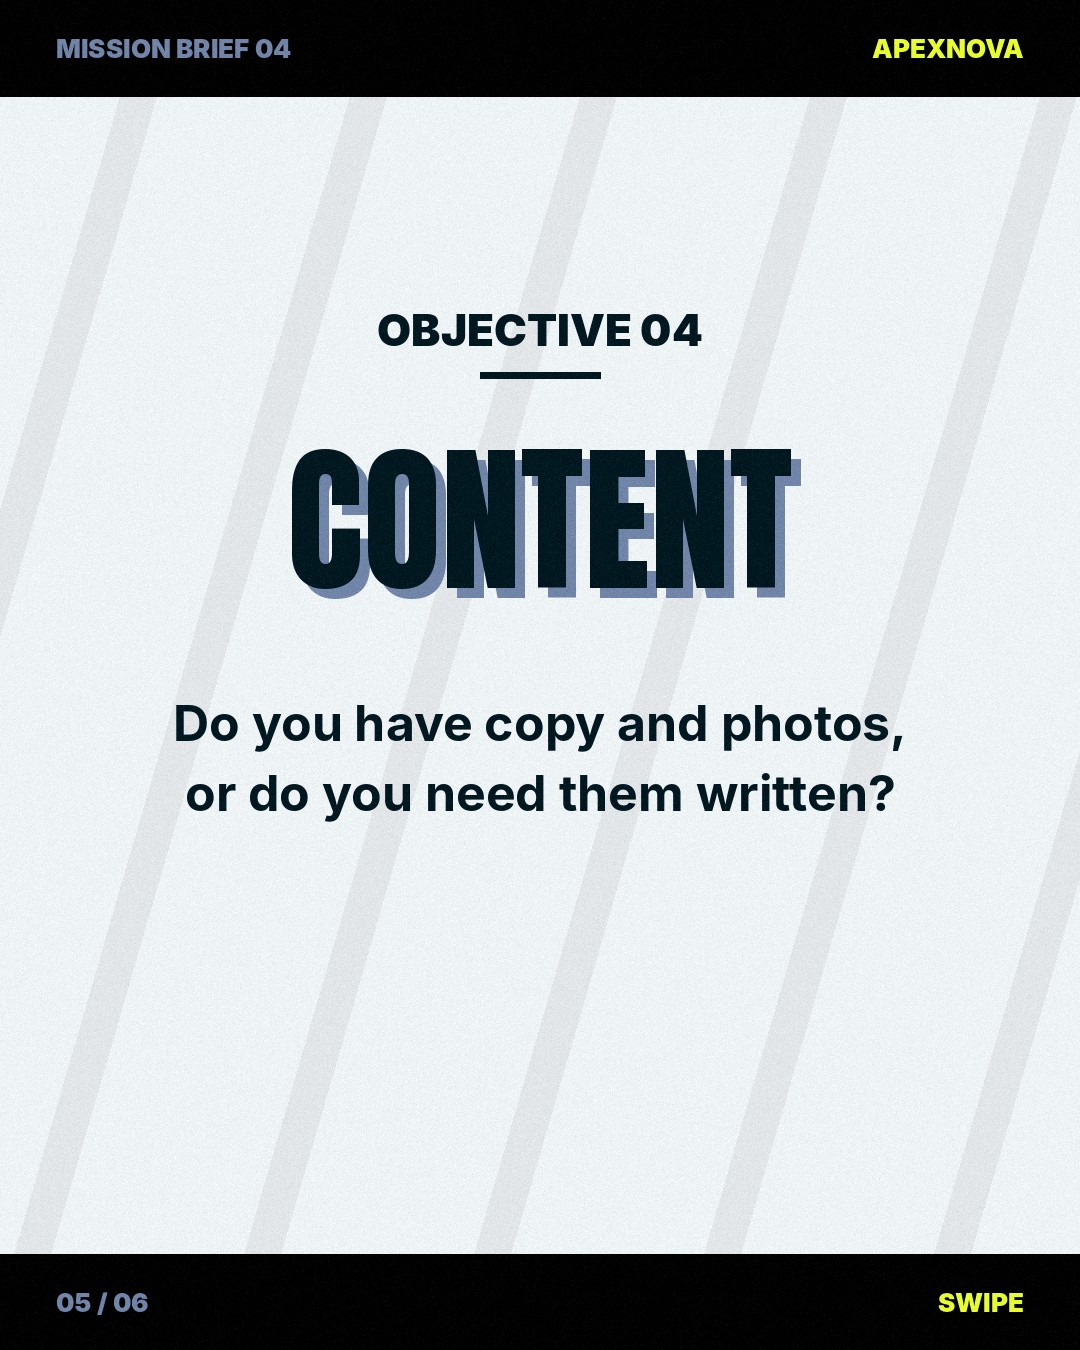 MISSION BRIEF 04
APEXNOVA
OBJECTIVE 04
CONTENT
Do you have copy and photos,
or do you need them written?
05 / 06
SWIPE